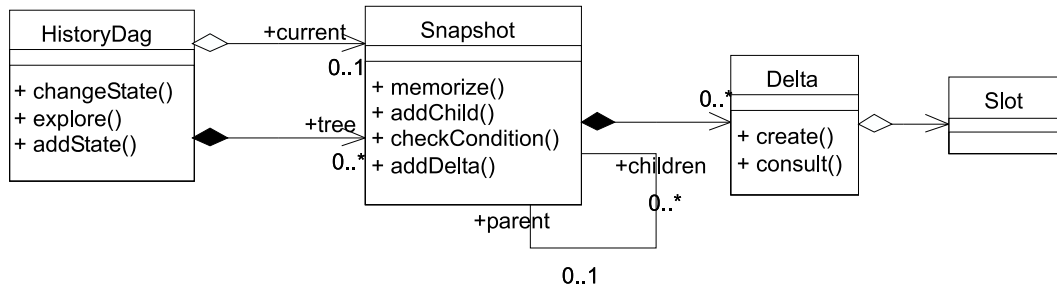 HistoryDag
+ changeState()
+ explore()
+ addState()
+current
0..1
+tree
0..*
Snapshot
+ memorize()
+ addChild()
+ checkCondition()
+ addDelta()
+children
0..*
+parent
0..1
0..*
Delta
+ create()
+ consult()
Slot